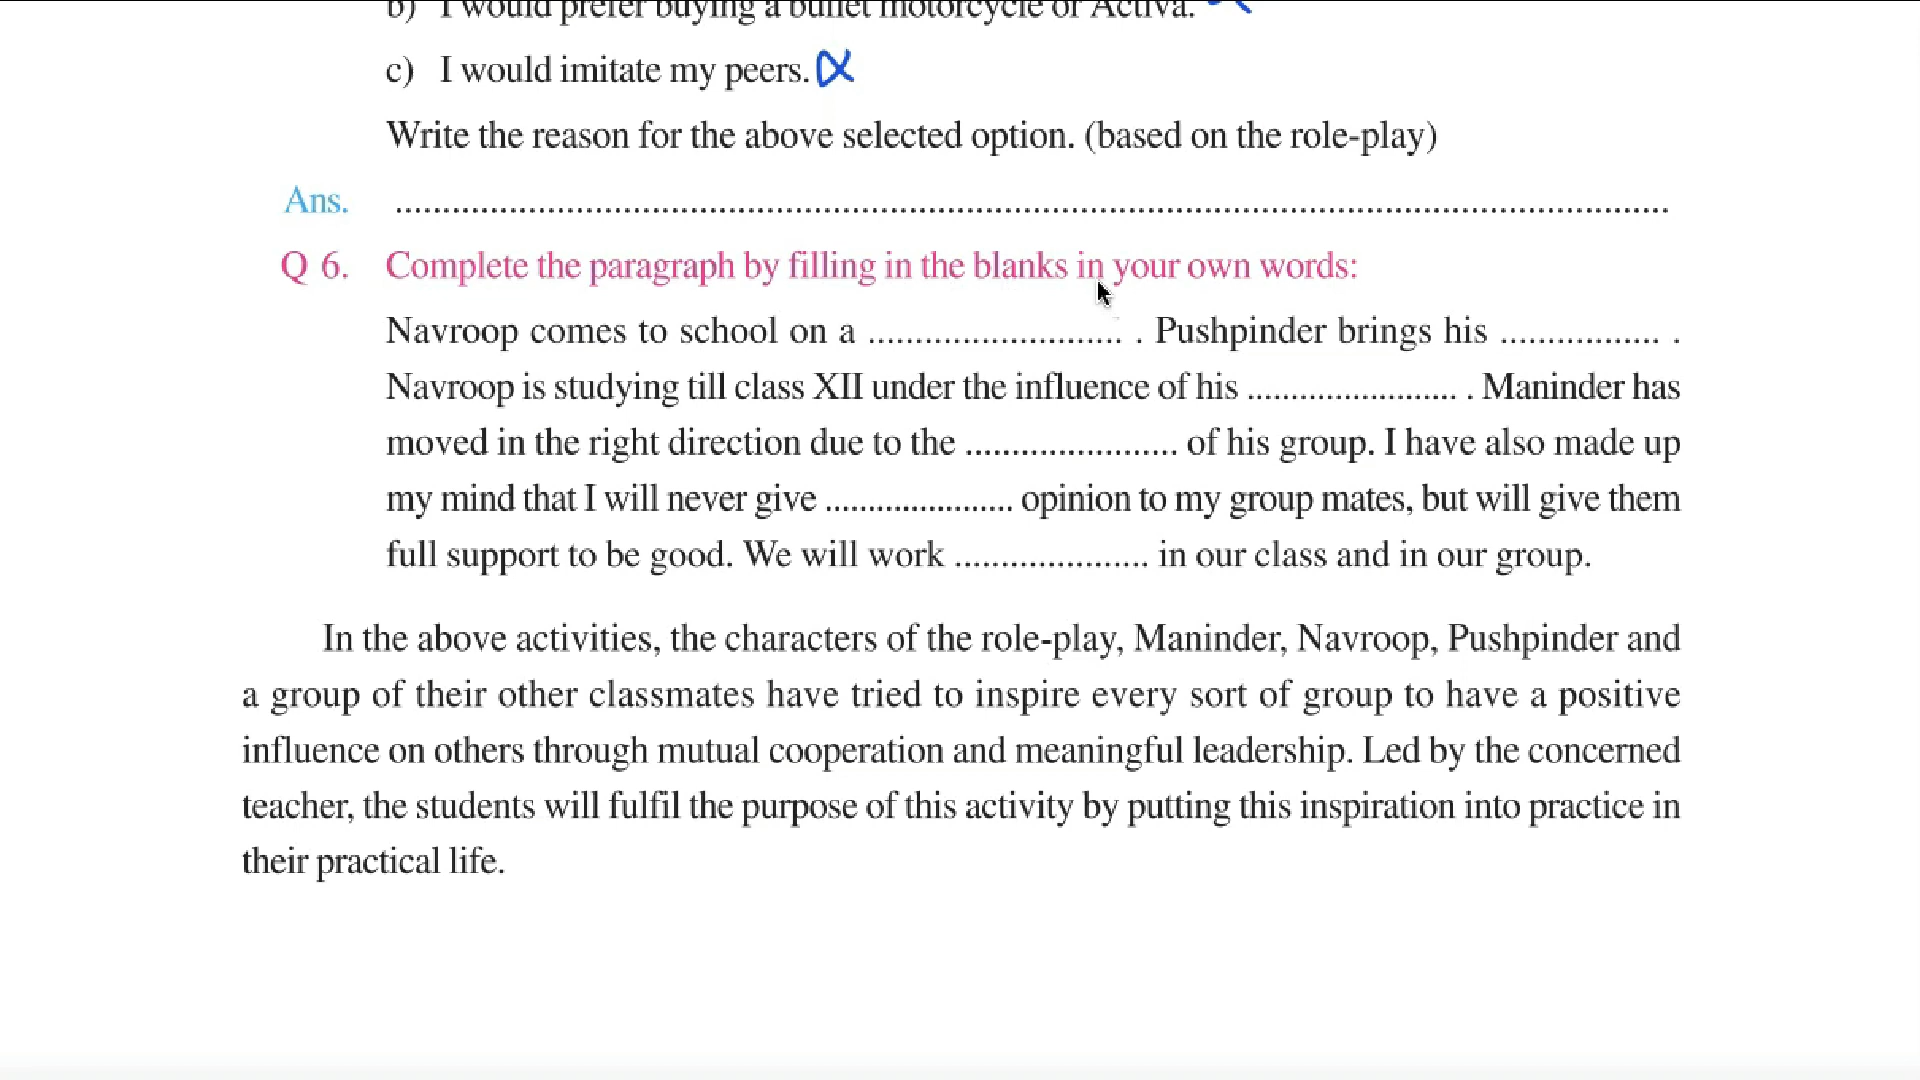 b) I would prefer buying a bullet motorcycle or Activa.
c) I would imitate my peers.
Write the reason for the above selected option. (based on the role-play)
Ans. ........................................................................................................................................
Q 6. Complete the paragraph by filling in the blanks in your own words:
Navroop comes to school on a ........................... . Pushpinder brings his ................. .
Navroop is studying till class XII under the influence of his ........................ . Maninder has
moved in the right direction due to the ........................ of his group. I have also made up
my mind that I will never give ...................... opinion to my group mates, but will give them
full support to be good. We will work ..................... in our class and in our group.
In the above activities, the characters of the role-play, Maninder, Navroop, Pushpinder and
a group of their other classmates have tried to inspire every sort of group to have a positive
influence on others through mutual cooperation and meaningful leadership. Led by the concerned
teacher, the students will fulfil the purpose of this activity by putting this inspiration into practice in
their practical life.